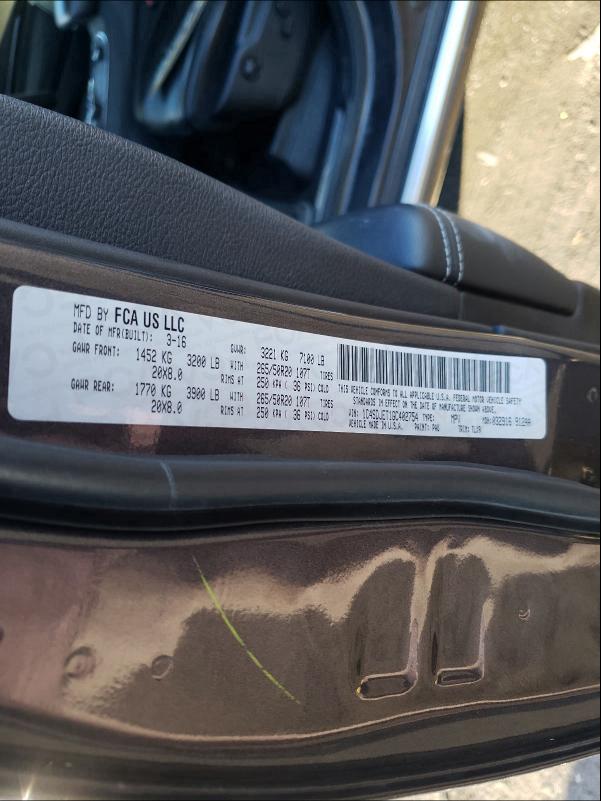 MFD BY FCA US LLC
DATE OF MFR(BUILT): 3-16 GVWR: 3221 KG 7100 LB
GAWR FRONT: 1452 KG 3200 LB WITH 265/50R20 107T TIRES
20X8.0 RIMS AT 250 KPA ( 36 PSI) COLD
GAWR REAR: 1770 KG 3900 LB WITH 265/50R20 107T TIRES
20X8.0 RIMS AT 250 KPA ( 36 PSI) COLD
THIS VEHICLE CONFORMS TO ALL APPLICABLE U.S.A. FEDERAL MOTOR VEHICLE SAFETY
STANDARDS IN EFFECT ON THE DATE OF MANUFACTURE SHOWN ABOVE.
VIN: TYPE: MPV MDH:
VEHICLE MADE IN U.S.A. PAINT: TRIM: